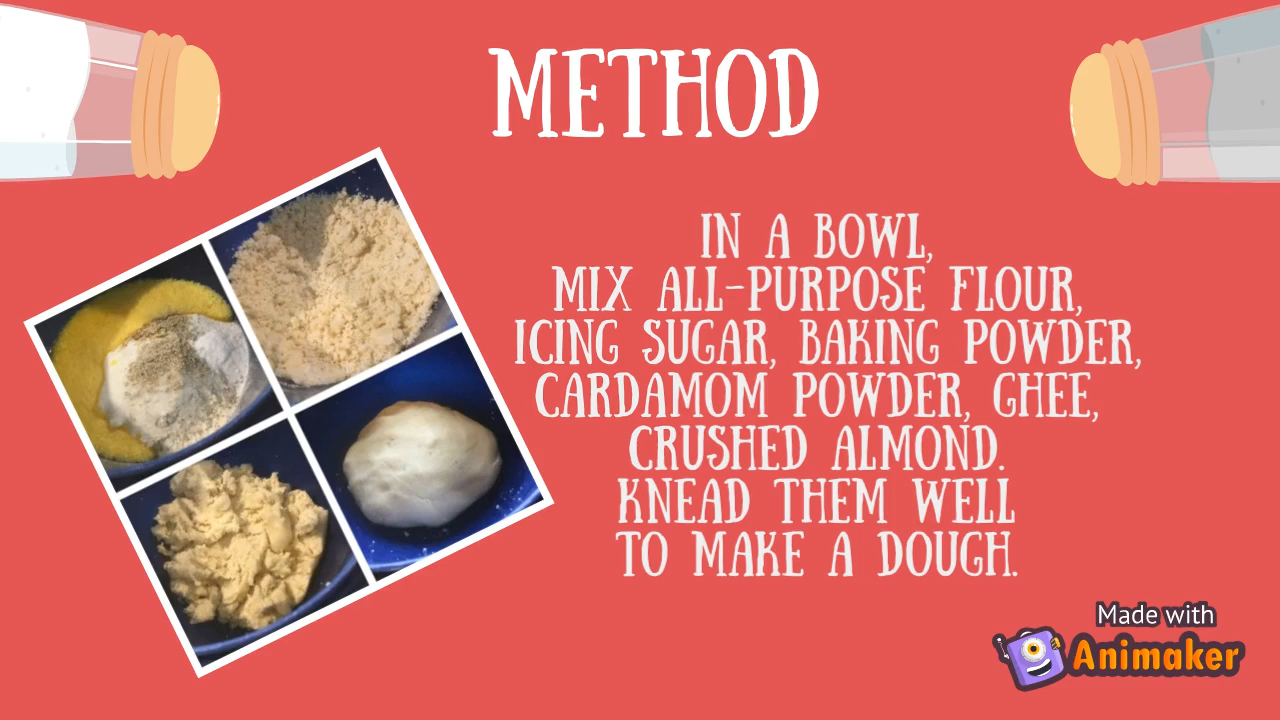 METHOD
IN A BOWL,
MIX ALL-PURPOSE FLOUR,
ICING SUGAR, BAKING POWDER,
CARDAMOM POWDER, GHEE,
CRUSHED ALMOND.
KNEAD THEM WELL
TO MAKE A DOUGH.
Made with
Animaker